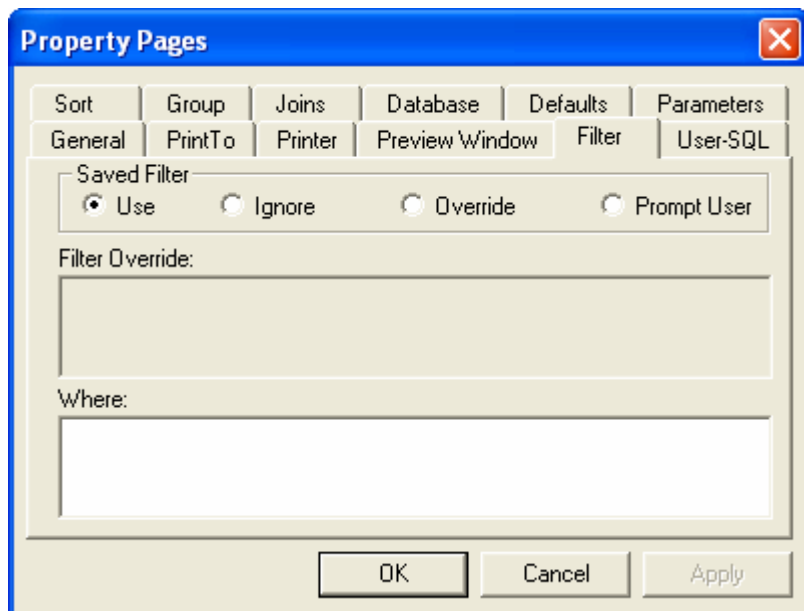 Property Pages
Sort Group Joins Database Defaults Parameters
General PrintTo Printer Preview Window Filter User-SQL
Saved Filter
Use Ignore Override Prompt User
Filter Override:
Where:
OK Cancel Apply